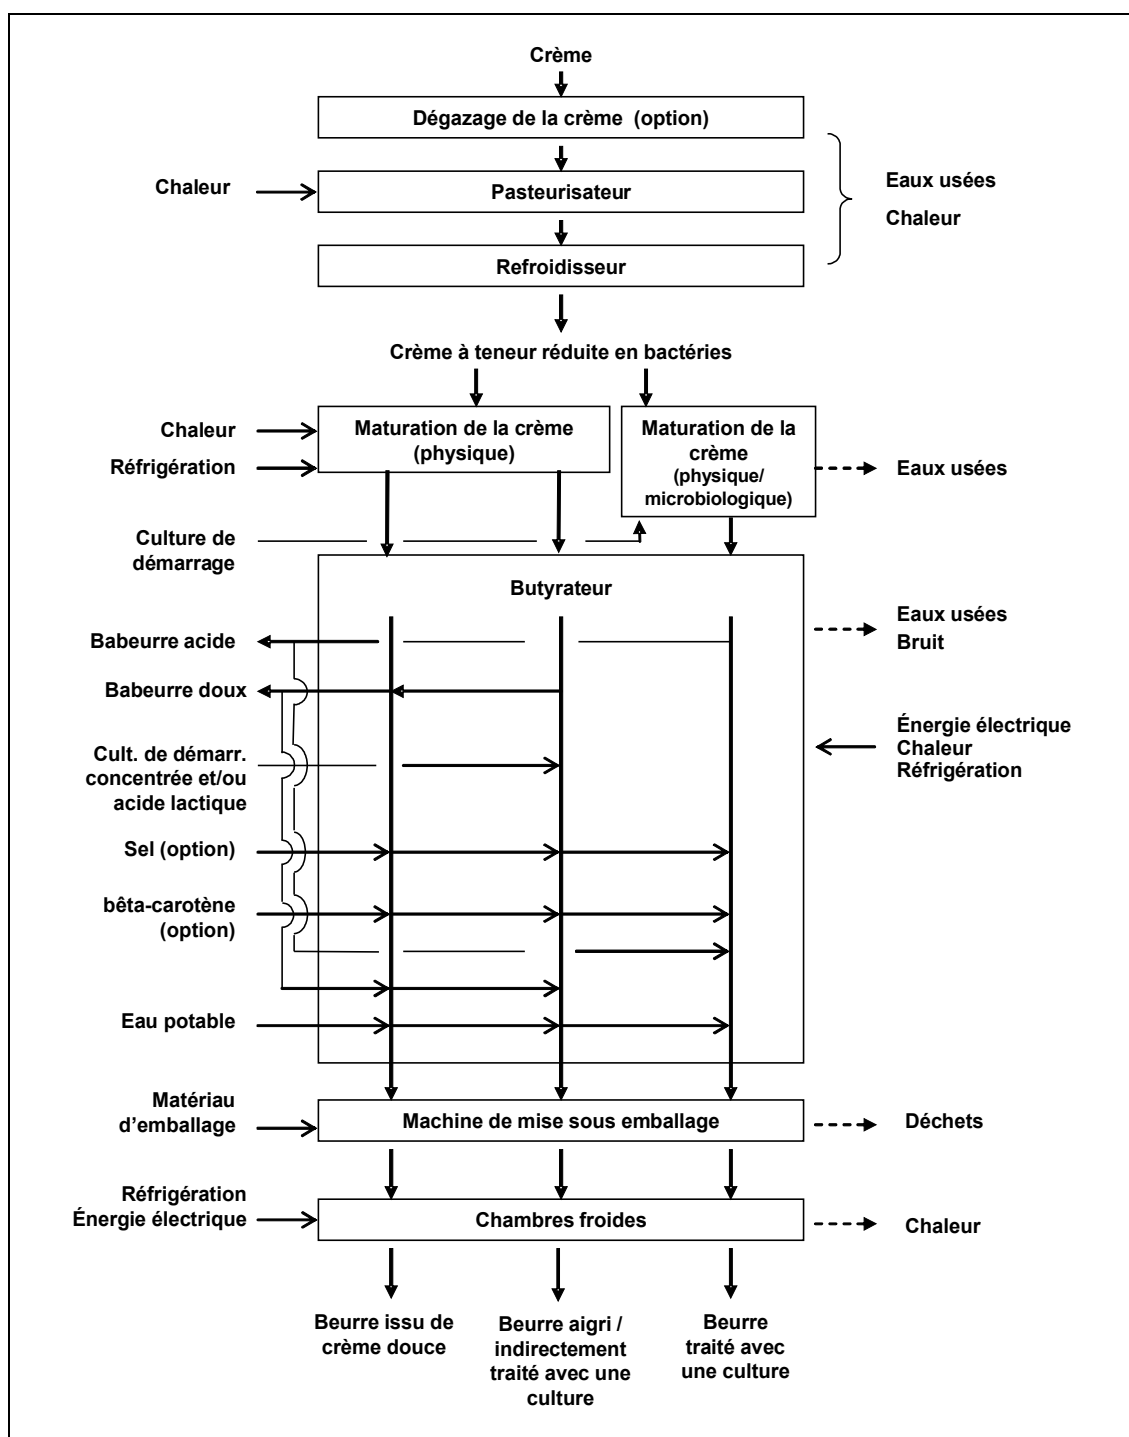 Crème
Dégazage de la crème (option)
Chaleur
Pasteurisateur
Eaux usées
Chaleur
Refroidisseur
Crème à teneur réduite en bactéries
Chaleur
Réfrigération
Maturation de la crème
(physique)
Maturation de la
crème
(physique/
microbiologique)
Eaux usées
Culture de
démarrage
Butyrateur
Eaux usées
Bruit
Babeurre acide
Babeurre doux
Énergie électrique
Chaleur
Réfrigération
Cult. de démarr.
concentrée et/ou
acide lactique
Sel (option)
bêta-carotène
(option)
Eau potable
Matériau
d'emballage
Machine de mise sous emballage
Déchets
Réfrigération
Énergie électrique
Chambres froides
Chaleur
Beurre issu de
crème douce
Beurre aigri /
indirectement
traité avec une
culture
Beurre
traité avec
une culture